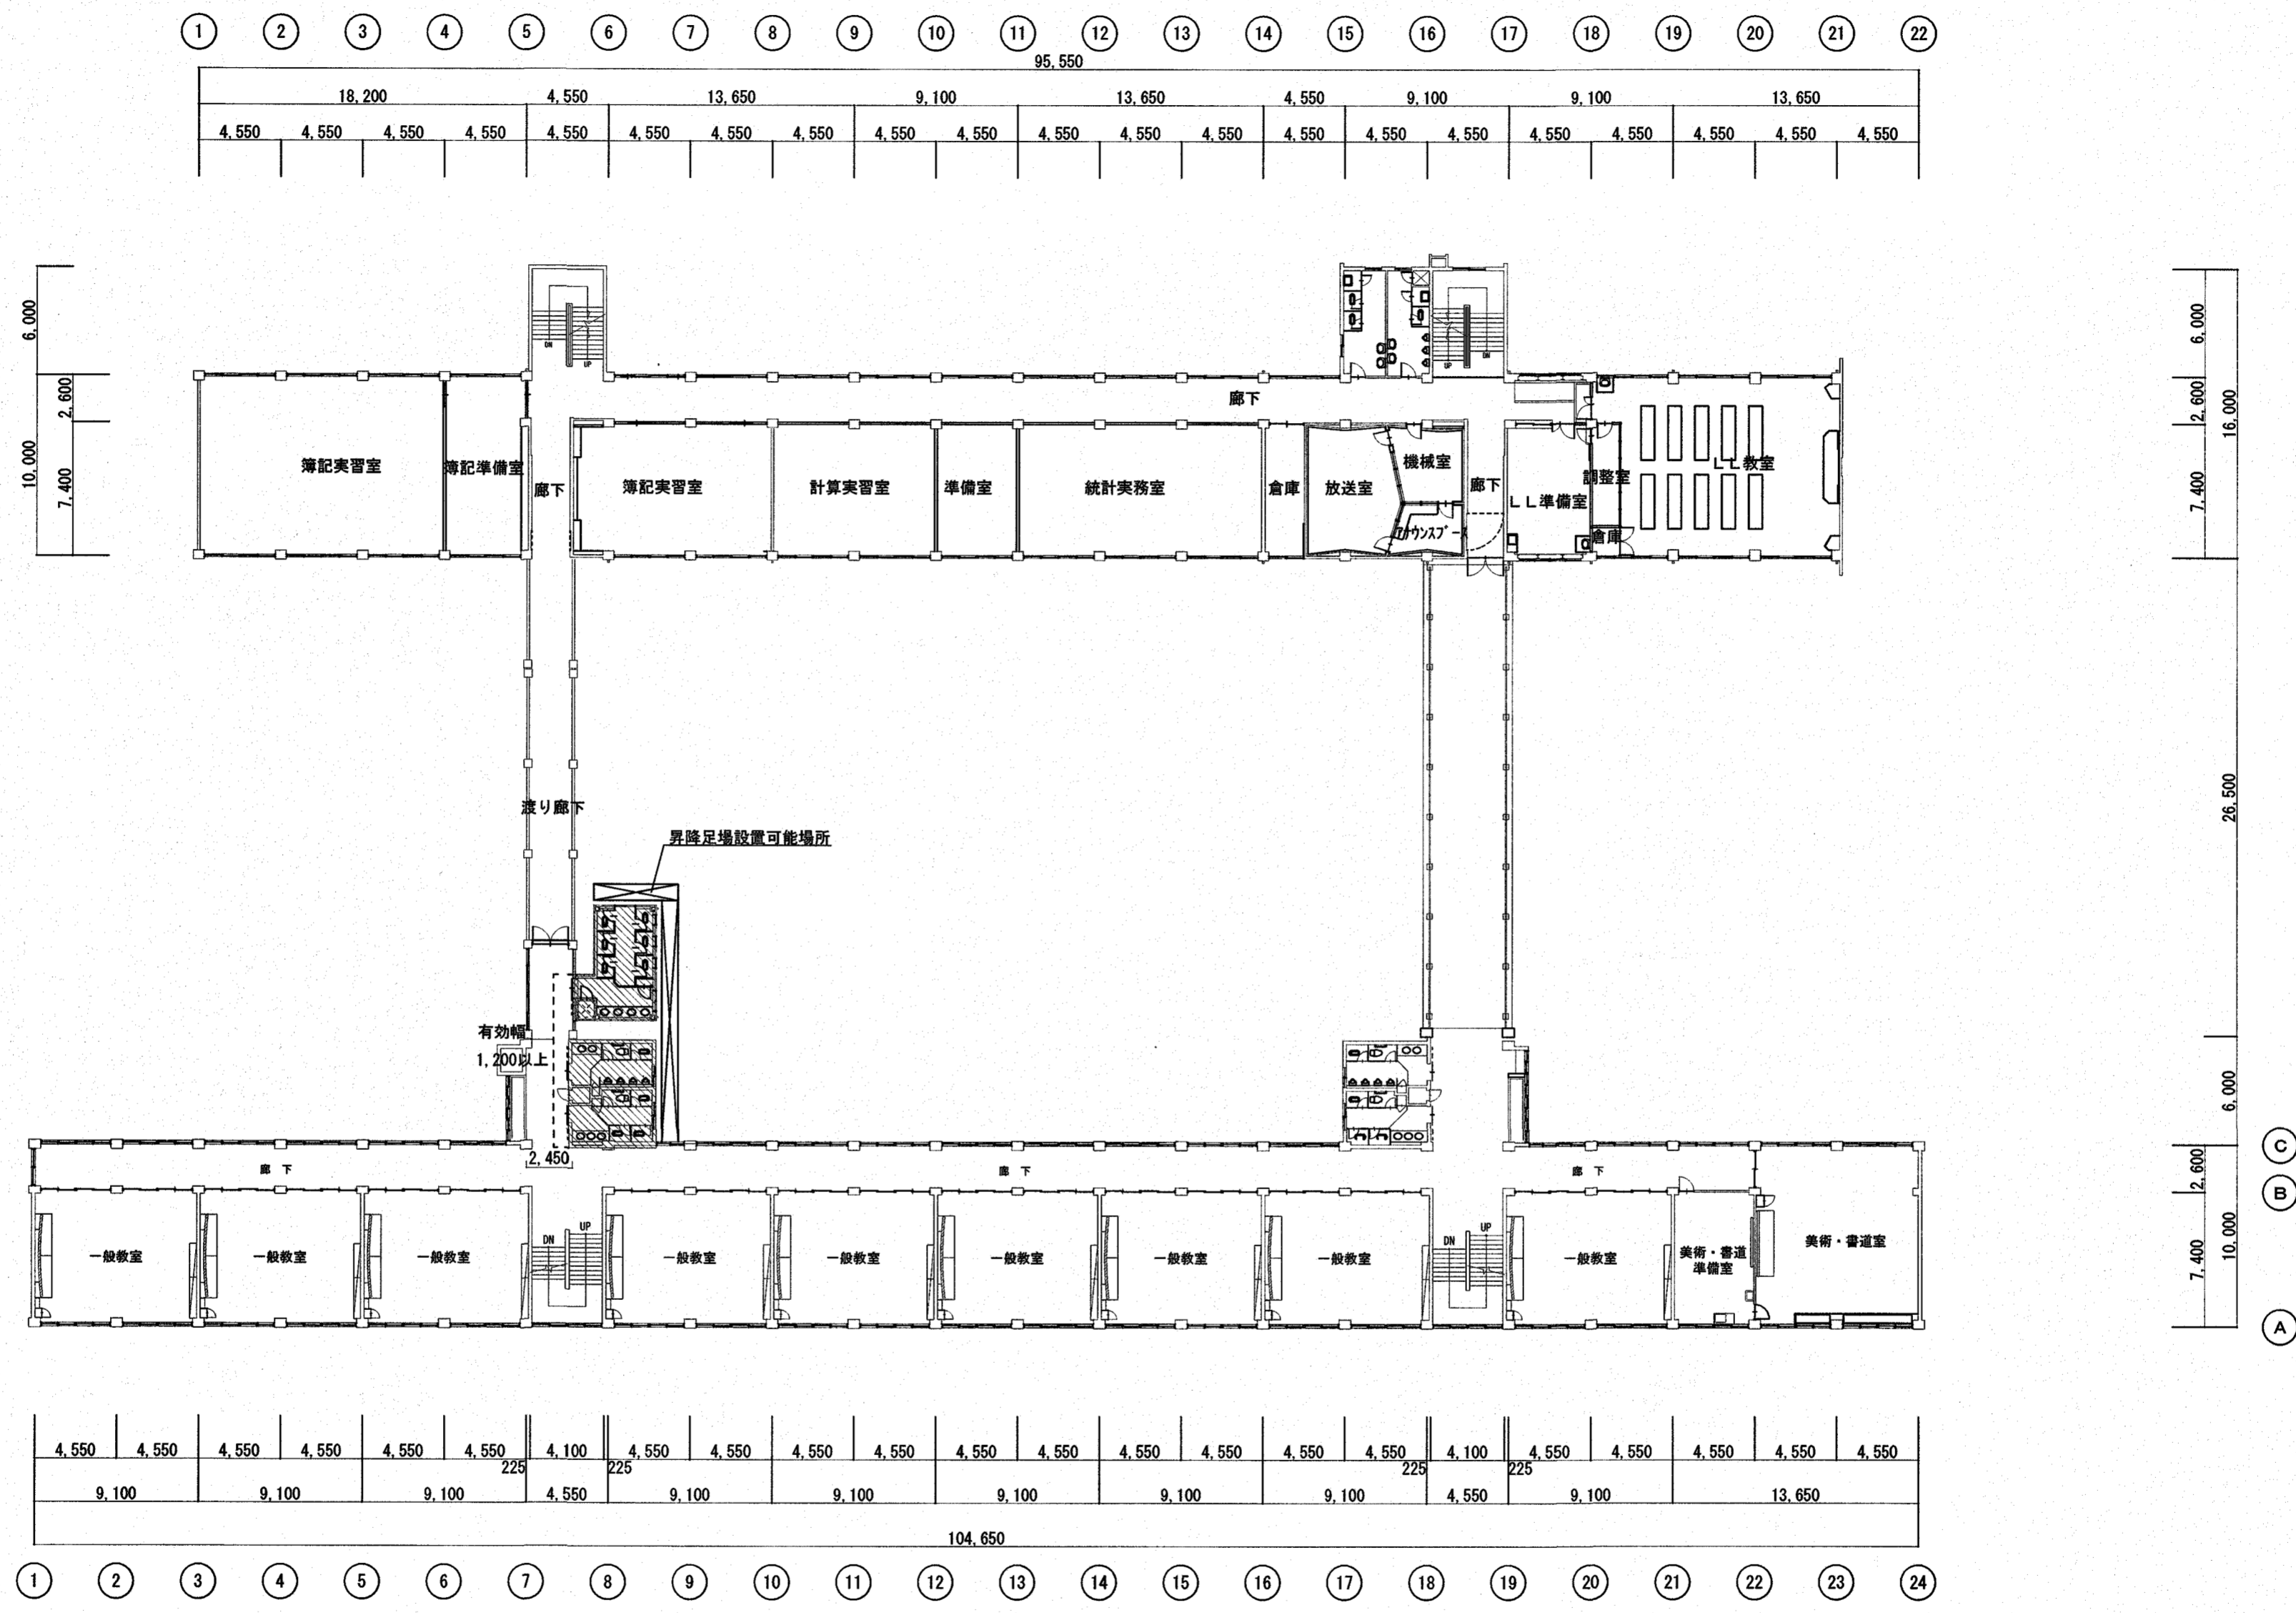 1 2 3 4 5 6 7 8 9 10 11 12 13 14 15 16 17 18 19 20 21 22
95,550
18,200 4,550 13,650 9,100 13,650 4,550 9,100 9,100 13,650
4,550 4,550 4,550 4,550 4,550 4,550 4,550 4,550 4,550 4,550 4,550 4,550 4,550 4,550 4,550 4,550 4,550 4,550 4,550 4,550 4,550
6,000
2,600
10,000
7,400
6,000
2,600
16,000
7,400
26,500
6,000
2,600
10,000
7,400
DN
UP
UP
DN
廊下
簿記実習室
簿記準備室
廊下
簿記実習室
計算実習室
準備室
統計実務室
倉庫
放送室
機械室
アナウンスブース
廊下
LL準備室
調整室
倉庫
LL教室
渡り廊下
昇降足場設置可能場所
有効幅
1,200以上
2,450
廊 下
廊 下
廊 下
C
B
A
一般教室
一般教室
一般教室
DN
UP
一般教室
一般教室
一般教室
一般教室
一般教室
DN
UP
一般教室
美術・書道
準備室
美術・書道室
4,550 4,550 4,550 4,550 4,550 4,550 4,100 4,550 4,550 4,550 4,550 4,550 4,550 4,550 4,550 4,550 4,550 4,100 4,550 4,550 4,550 4,550 4,550
225 225 225 225
9,100 9,100 9,100 4,550 9,100 9,100 9,100 9,100 9,100 4,550 9,100 13,650
104,650
1 2 3 4 5 6 7 8 9 10 11 12 13 14 15 16 17 18 19 20 21 22 23 24